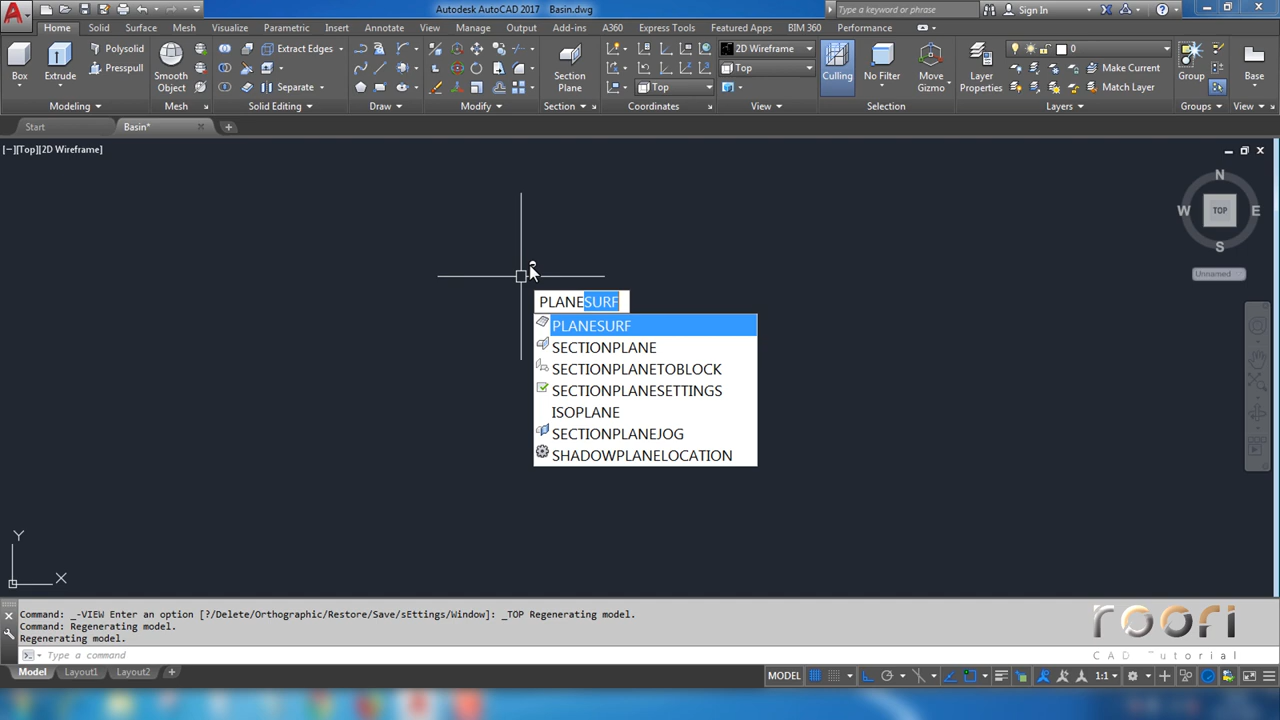 Autodesk AutoCAD 2017 Basin.dwg
Type a keyword or phrase
Sign In
Home Solid Surface Mesh Visualize Parametric Insert Annotate View Manage Output Add-ins A360 Express Tools Featured Apps BIM 360 Performance
Box
Extrude
Polysolid
Presspull
Smooth
Object
Extract Edges
Separate
Section
Plane
2D Wireframe
Top
Top
Culling
No Filter
Move
Gizmo
Layer
Properties
0
Make Current
Match Layer
Group
Base
Modeling
Mesh
Solid Editing
Draw
Modify
Section
Coordinates
View
Selection
Layers
Groups
View
Start
Basin*
[−][Top][2D Wireframe]
N
W
TOP
E
S
Unnamed
PLANESURF
PLANESURF
SECTIONPLANE
SECTIONPLANETOBLOCK
SECTIONPLANESETTINGS
ISOPLANE
SECTIONPLANEJOG
SHADOWPLANELOCATION
Y
X
Command: _-VIEW Enter an option [?/Delete/Orthographic/Restore/Save/sEttings/Window]: _TOP Regenerating model.
Command: Regenerating model.
Regenerating model.
Type a command
roori
CAD Tutorial
Model Layout1 Layout2
MODEL
1:1